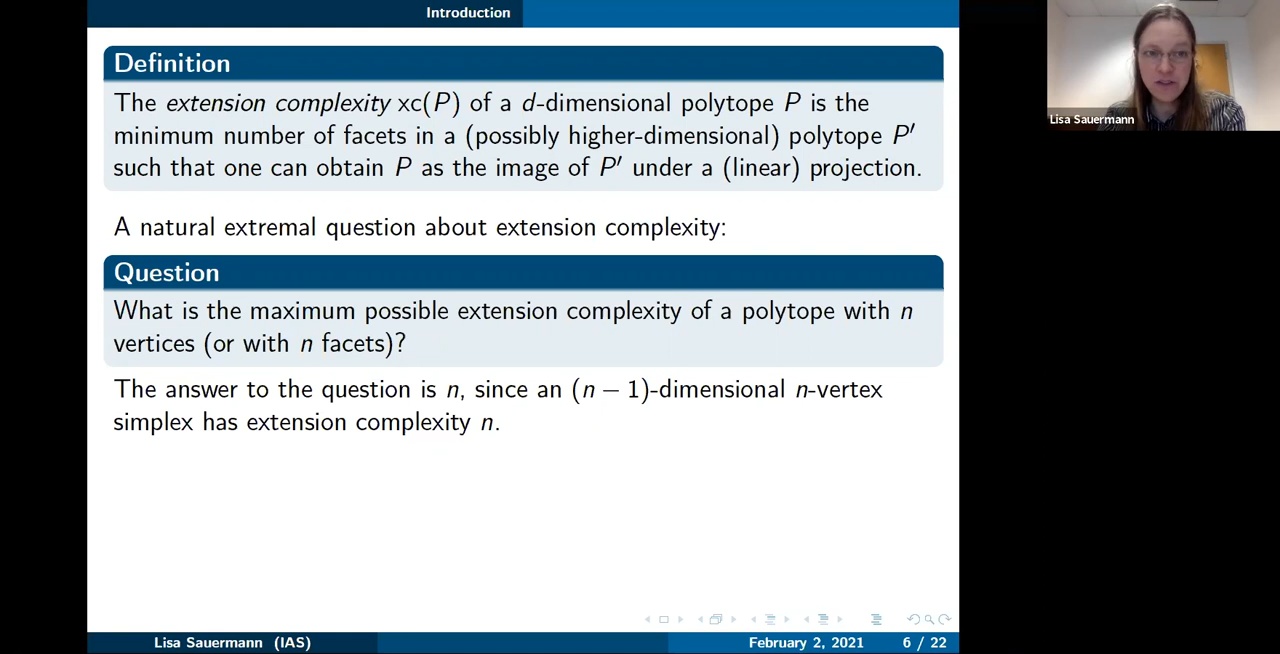 Introduction
Definition
The extension complexity xc(P) of a d-dimensional polytope P is the
minimum number of facets in a (possibly higher-dimensional) polytope P′
such that one can obtain P as the image of P′ under a (linear) projection.
A natural extremal question about extension complexity:
Question
What is the maximum possible extension complexity of a polytope with n
vertices (or with n facets)?
The answer to the question is n, since an (n − 1)-dimensional n-vertex
simplex has extension complexity n.
Lisa Sauermann (IAS)
February 2, 2021
6 / 22
Lisa Sauermann